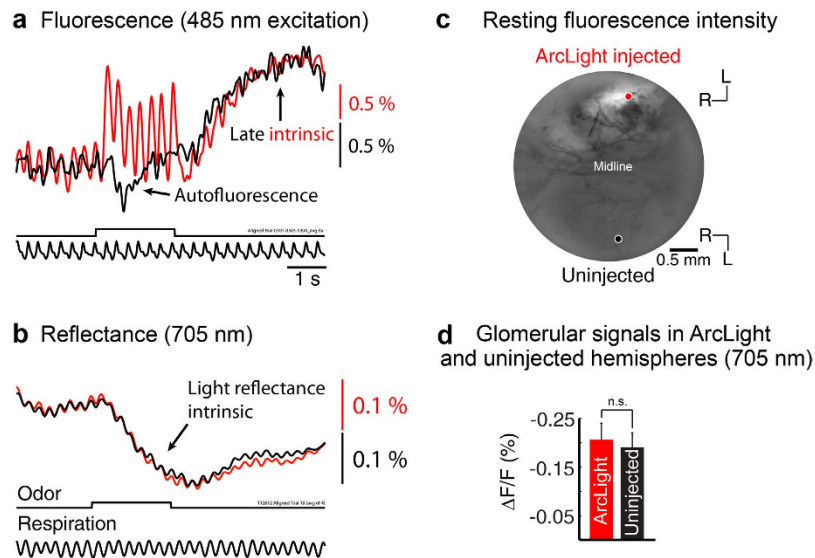 a Fluorescence (485 nm excitation)
0.5 %
0.5 %
Late intrinsic
Autofluorescence
1 s
b Reflectance (705 nm)
Light reflectance
intrinsic
0.1 %
0.1 %
Odor
Respiration
c Resting fluorescence intensity
ArcLight injected
L
R
Midline
R
L
0.5 mm
Uninjected
d Glomerular signals in ArcLight
and uninjected hemispheres (705 nm)
n.s.
-0.25
-0.15
-0.05
ΔF/F (%)
ArcLight
Uninjected